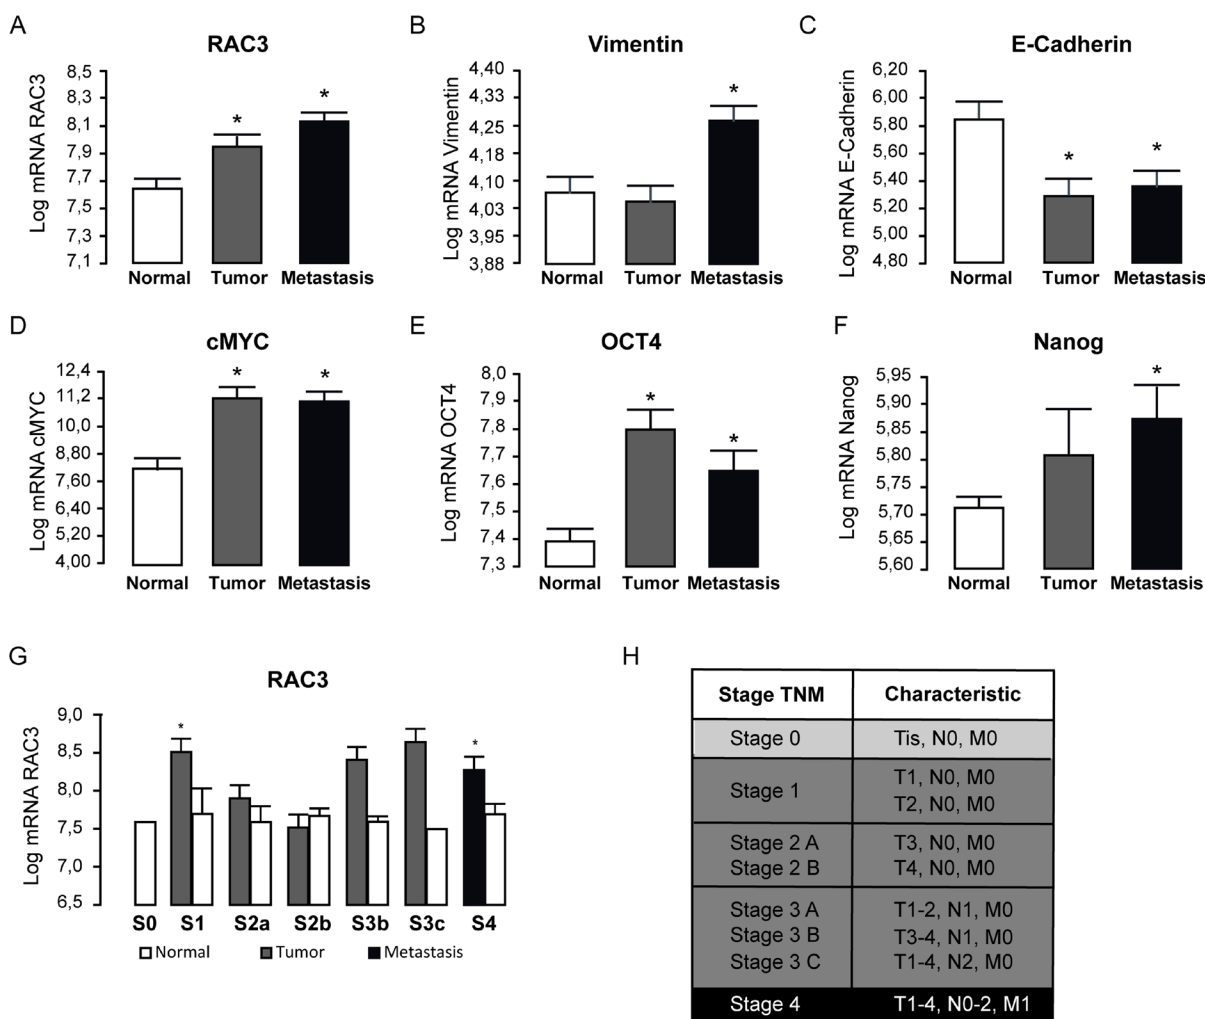 A
RAC3
Log mRNA RAC3
8,5
8,3
8,1
7,9
7,7
7,5
7,3
7,1
*
*
Normal
Tumor
Metastasis
B
Vimentin
Log mRNA Vimentin
4,40
4,33
4,25
4,18
4,10
4,03
3,95
3,88
*
Normal
Tumor
Metastasis
C
E-Cadherin
Log mRNA E-Cadherin
6,20
6,00
5,80
5,60
5,40
5,20
5,00
4,80
*
*
Normal
Tumor
Metastasis
D
cMYC
Log mRNA cMYC
12,4
11,2
11,0
8,80
7,60
6,40
5,20
4,00
*
*
Normal
Tumor
Metastasis
E
OCT4
Log mRNA OCT4
8,0
7,9
7,8
7,7
7,6
7,5
7,4
7,3
*
*
Normal
Tumor
Metastasis
F
Nanog
Log mRNA Nanog
5,95
5,90
5,85
5,80
5,75
5,70
5,65
5,60
*
Normal
Tumor
Metastasis
G
RAC3
Log mRNA RAC3
9,0
8,5
8,0
7,5
7,0
6,5
*
*
S0
S1
S2a
S2b
S3b
S3c
S4
Normal
Tumor
Metastasis
H
Stage TNM Characteristic
Stage 0 Tis, N0, M0
Stage 1 T1, N0, M0
T2, N0, M0
Stage 2 A T3, N0, M0
Stage 2 B T4, N0, M0
Stage 3 A T1-2, N1, M0
Stage 3 B T3-4, N1, M0
Stage 3 C T1-4, N2, M0
Stage 4 T1-4, N0-2, M1